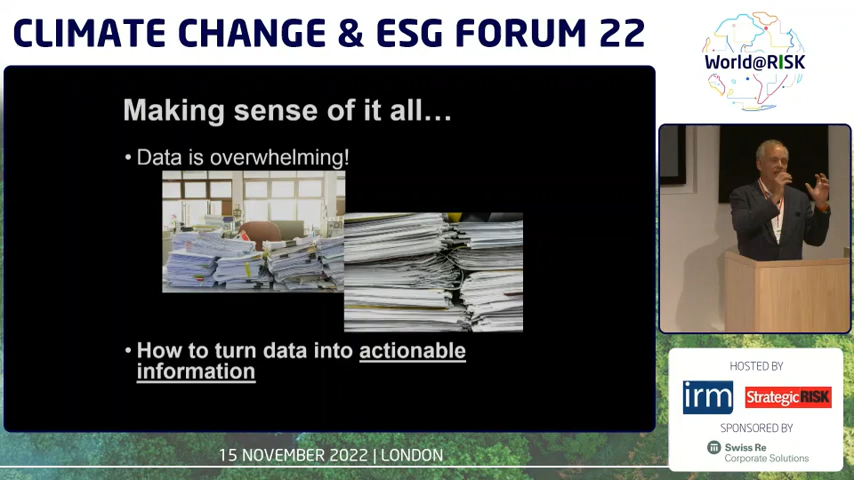 CLIMATE CHANGE & ESG FORUM 22
World@RISK
Making sense of it all…
• Data is overwhelming!
• How to turn data into actionable
information
HOSTED BY
irm
StrategicRISK
SPONSORED BY
Swiss Re
Corporate Solutions
15 NOVEMBER 2022 | LONDON